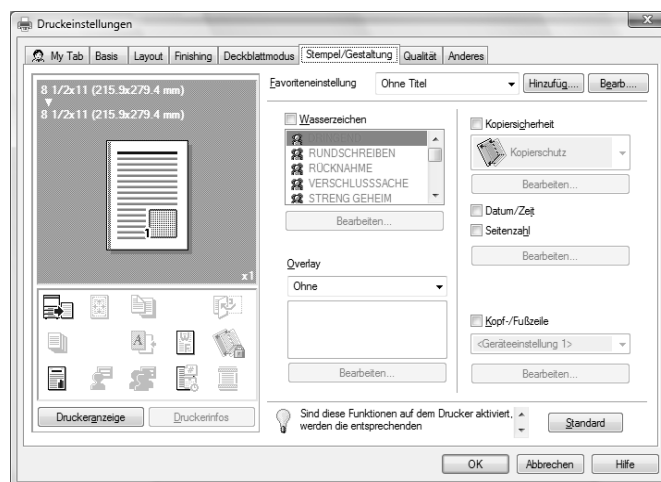 Druckeinstellungen
My Tab Basis Layout Finishing Deckblattmodus Stempel/Gestaltung Qualität Anderes
8 1/2x11 (215.9x279.4 mm)
8 1/2x11 (215.9x279.4 mm)
1
x1
Druckeranzeige Druckerinfos
Favoriteneinstellung Ohne Titel Hinzufüg.... Bearb....
Wasserzeichen
RUNDSCHREIBEN
RÜCKNAHME
VERSCHLUSSSACHE
STRENG GEHEIM
Bearbeiten...
Overlay
Ohne
Bearbeiten...
Kopiersicherheit
Kopierschutz
Bearbeiten...
Datum/Zeit
Seitenzahl
Bearbeiten...
Kopf-/Fußzeile
<Geräteeinstellung 1>
Bearbeiten...
Sind diese Funktionen auf dem Drucker aktiviert,
werden die entsprechenden
Standard
OK Abbrechen Hilfe